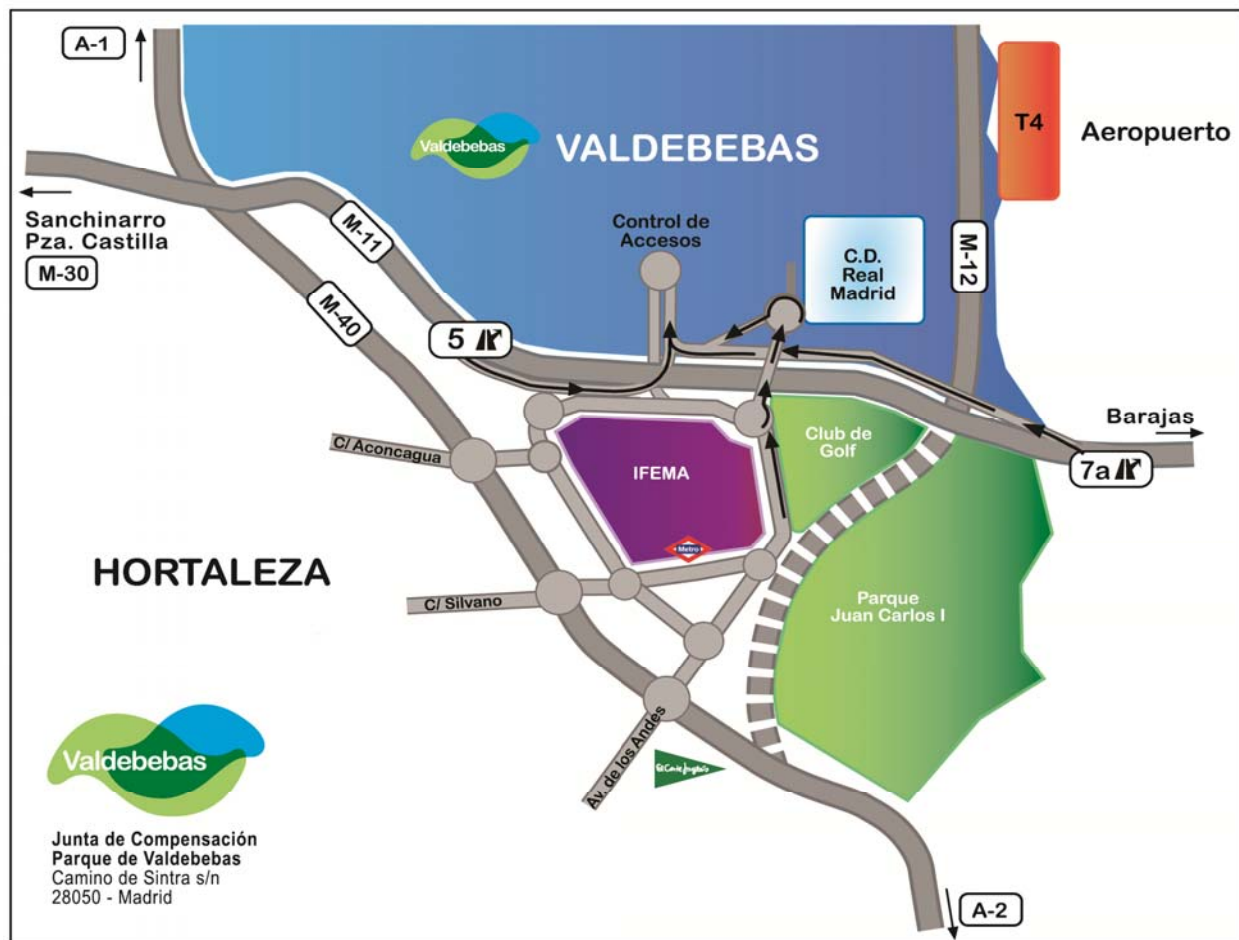 A-1
T4
Aeropuerto
Valdebebas
VALDEBEBAS
Sanchinarro
Pza. Castilla
M-30
Control de
Accesos
M-11
C.D.
Real
Madrid
M-12
M-40
5
Barajas
C/ Aconcagua
Club de
Golf
7a
IFEMA
Metro
HORTALEZA
C/ Silvano
Parque
Juan Carlos I
Av. de los Andes
El Corte Inglés
Valdebebas
Junta de Compensación
Parque de Valdebebas
Camino de Sintra s/n
28050 - Madrid
A-2